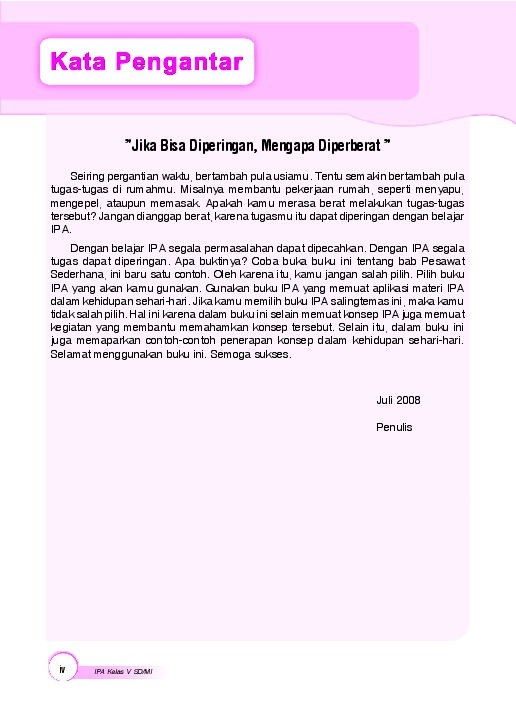 Kata Pengantar
”Jika Bisa Diperingan, Mengapa Diperberat ”
Seiring pergantian waktu, bertambah pula usiamu. Tentu semakin bertambah pula
tugas-tugas di rumahmu. Misalnya membantu pekerjaan rumah, seperti menyapu,
mengepel, ataupun memasak. Apakah kamu merasa berat melakukan tugas-tugas
tersebut? Jangan dianggap berat, karena tugasmu itu dapat diperingan dengan belajar
IPA.
Dengan belajar IPA segala permasalahan dapat dipecahkan. Dengan IPA segala
tugas dapat diperingan. Apa buktinya? Coba buka buku ini tentang bab Pesawat
Sederhana, ini baru satu contoh. Oleh karena itu, kamu jangan salah pilih. Pilih buku
IPA yang akan kamu gunakan. Gunakan buku IPA yang memuat aplikasi materi IPA
dalam kehidupan sehari-hari. Jika kamu memilih buku IPA salingtemas ini, maka kamu
tidak salah pilih. Hal ini karena dalam buku ini selain memuat konsep IPA juga memuat
kegiatan yang membantu memahamkan konsep tersebut. Selain itu, dalam buku ini
juga memaparkan contoh-contoh penerapan konsep dalam kehidupan sehari-hari.
Selamat menggunakan buku ini. Semoga sukses.
Juli 2008
Penulis
iv
IPA Kelas V SD/MI